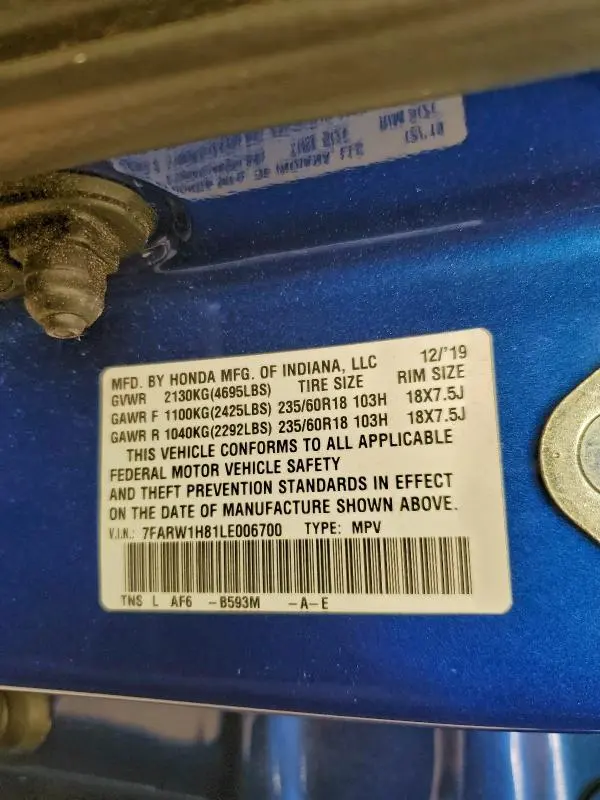 MFD. BY HONDA MFG. OF INDIANA, LLC 12/'19
GVWR 2130KG(4695LBS) TIRE SIZE RIM SIZE
GAWR F 1100KG(2425LBS) 235/60R18 103H 18X7.5J
GAWR R 1040KG(2292LBS) 235/60R18 103H 18X7.5J
THIS VEHICLE CONFORMS TO ALL APPLICABLE
FEDERAL MOTOR VEHICLE SAFETY
AND THEFT PREVENTION STANDARDS IN EFFECT
ON THE DATE OF MANUFACTURE SHOWN ABOVE.
V.I.N.: 7FARW1H81LE006700 TYPE: MPV
TNS L AF6 -B593M -A-E